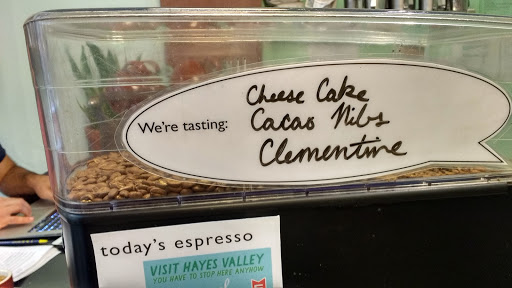 We're tasting:
Cheese Cake
Cacao Nibs
Clementine
today's espresso
VISIT HAYES VALLEY
YOU HAVE TO STOP HERE ANYHOW